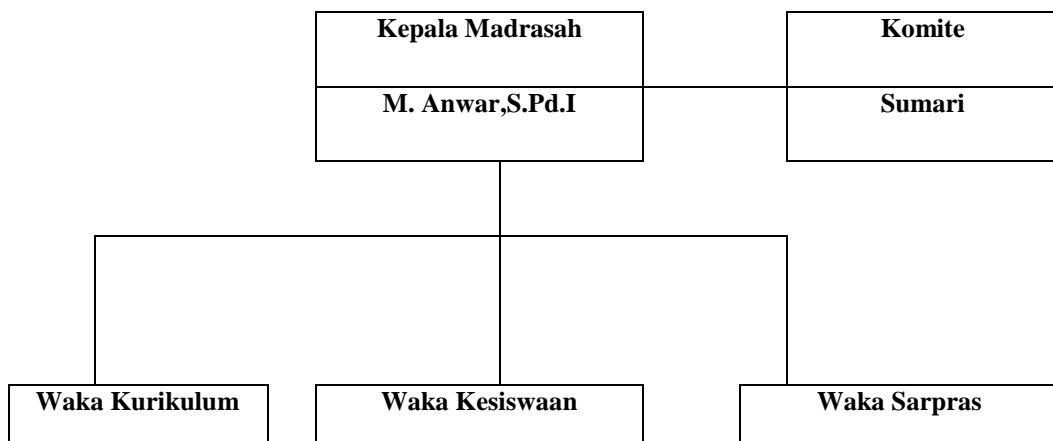 Kepala Madrasah
Komite
M. Anwar,S.Pd.I
Sumari
Waka Kurikulum
Waka Kesiswaan
Waka Sarpras